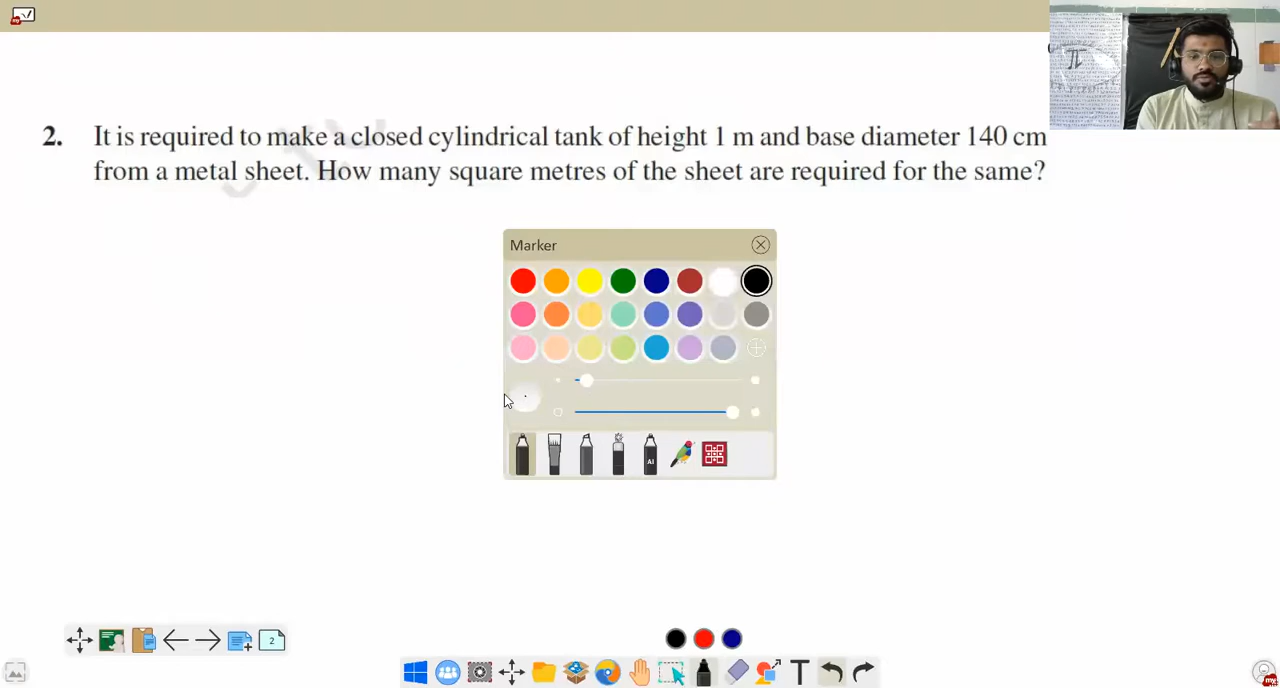 2. It is required to make a closed cylindrical tank of height 1 m and base diameter 140 cm
from a metal sheet. How many square metres of the sheet are required for the same?
Marker
AI
2
T
π